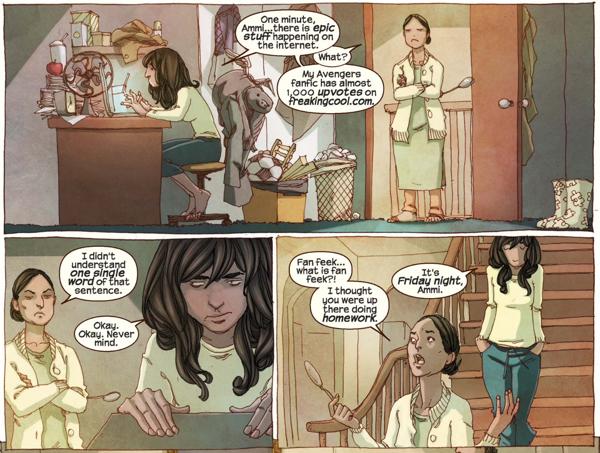 One minute,
Ammi...there is epic
stuff happening on
the internet.
What?
My Avengers
fanfic has almost
1,000 upvotes on
freakingcool.com.
I didn't
understand
one single
word of that
sentence.
Okay.
Okay. Never
mind.
Fan feek...
what is fan
feek?!
I thought
you were up
there doing
homework.
It's
Friday night,
Ammi.